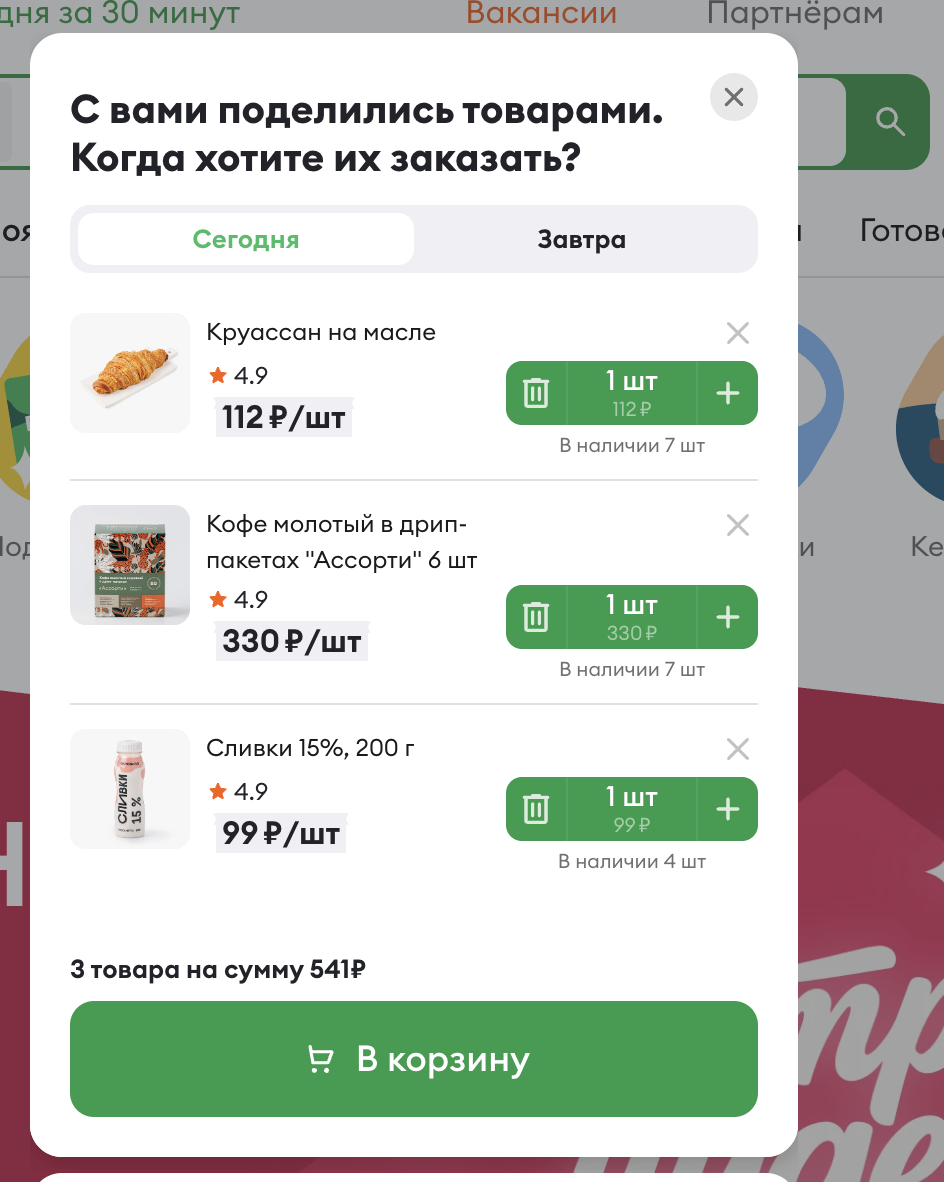 дня за 30 минут
Вакансии
Партнёрам
С вами поделились товарами.
Когда хотите их заказать?
Сегодня
Завтра
Круассан на масле
4.9
112 ₽/шт
1 шт
112 ₽
В наличии 7 шт
Кофе молотый в дрип-
пакетах "Ассорти" 6 шт
4.9
330 ₽/шт
1 шт
330 ₽
В наличии 7 шт
«Ассорти»
Сливки 15%, 200 г
4.9
99 ₽/шт
1 шт
99 ₽
В наличии 4 шт
СЛИВКИ
15 %
3 товара на сумму 541₽
В корзину